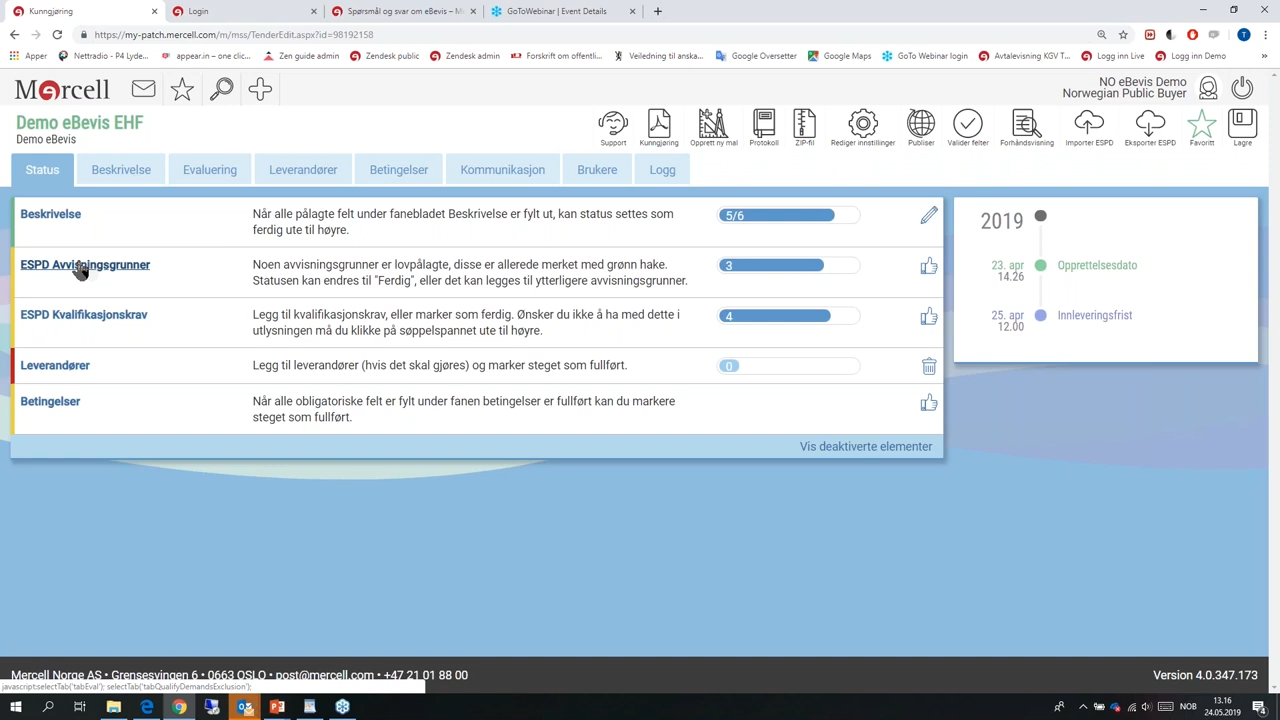 Kunngjøring
Login
Spørsmål og svar om eBevis – M
GoToWebinar | Event Details
https://my-patch.mercell.com/m/mss/TenderEdit.aspx?id=98192158
Apper
Nettradio - P4 Lyde...
appear.in – one clic...
Zen guide admin
Zendesk public
Zendesk admin
Forskrift om offentl...
Veiledning til anska...
Google Oversetter
Google Maps
GoTo Webinar login
Avtalevisning KGV T...
Logg inn Live
Logg inn Demo
Mercell
NO eBevis Demo
Norwegian Public Buyer
Demo eBevis EHF
Demo eBevis
Support
Kunngjøring
Opprett ny mal
Protokoll
ZIP-fil
Rediger innstillinger
Publiser
Valider felter
Forhåndsvisning
Importer ESPD
Eksporter ESPD
Favoritt
Lagre
Status
Beskrivelse
Evaluering
Leverandører
Betingelser
Kommunikasjon
Brukere
Logg
Beskrivelse
Når alle pålagte felt under fanebladet Beskrivelse er fylt ut, kan status settes som
ferdig ute til høyre.
5/6
ESPD Avvisningsgrunner
Noen avvisningsgrunner er lovpålagte, disse er allerede merket med grønn hake.
Statusen kan endres til "Ferdig", eller det kan legges til ytterligere avvisningsgrunner.
3
ESPD Kvalifikasjonskrav
Legg til kvalifikasjonskrav, eller marker som ferdig. Ønsker du ikke å ha med dette i
utlysningen må du klikke på søppelspannet ute til høyre.
4
Leverandører
Legg til leverandører (hvis det skal gjøres) og marker steget som fullført.
0
Betingelser
Når alle obligatoriske felt er fylt under fanen betingelser er fullført kan du markere
steget som fullført.
Vis deaktiverte elementer
2019
23. apr
14.26
Opprettelsesdato
25. apr
12.00
Innleveringsfrist
Mercell Norge AS • Grensesvingen 6 • 0663 OSLO • post@mercell.com • +47 21 01 88 00
Version 4.0.347.173
javascript:selectTab('tabEval'); selectTab('tabQualifyDemandsExclusion');
NOB
13.16
24.05.2019